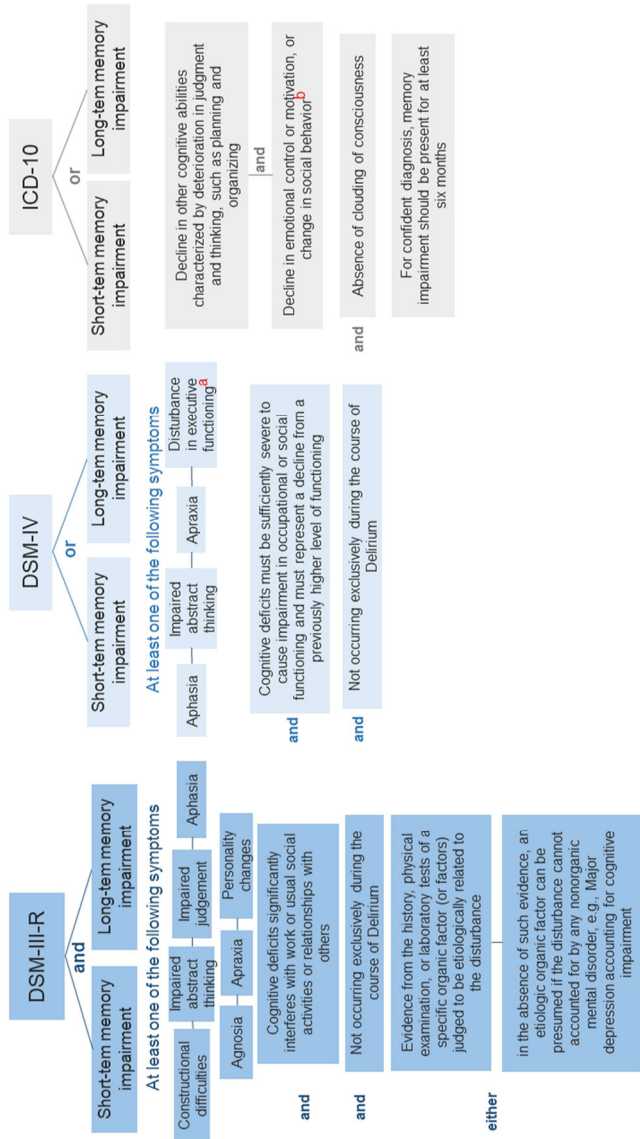 DSM-III-R
and
Short-tem memory
impairment
Long-tem memory
impairment
At least one of the following symptoms
Constructional
difficulties
Impaired
abstract
thinking
Impaired
judgement
Aphasia
Agnosia
Apraxia
Personality
changes
and
Cognitive deficits significantly
interferes with work or usual social
activities or relationships with
others
and
Not occurring exclusively during the
course of Delirium
Evidence from the history, physical
examination, or laboratory tests of a
specific organic factor (or factors)
judged to be etiologically related to
the disturbance
either
in the absence of such evidence, an
etiologic organic factor can be
presumed if the disturbance cannot
accounted for by any nonorganic
mental disorder, e.g., Major
depression accounting for cognitive
impairment
DSM-IV
or
Short-tem memory
impairment
Long-tem memory
impairment
At least one of the following symptoms
Aphasia
Impaired
abstract
thinking
Apraxia
Disturbance
in executive
functioning a
and
Cognitive deficits must be sufficiently severe to
cause impairment in occupational or social
functioning and must represent a decline from a
previously higher level of functioning
and
Not occurring exclusively during the course of
Delirium
ICD-10
or
Short-tem memory
impairment
Long-tem memory
impairment
Decline in other cognitive abilities
characterized by deterioration in judgment
and thinking, such as planning and
organizing
and
Decline in emotional control or motivation, or
change in social behavior b
and
Absence of clouding of consciousness
For confident diagnosis, memory
impairment should be present for at least
six months